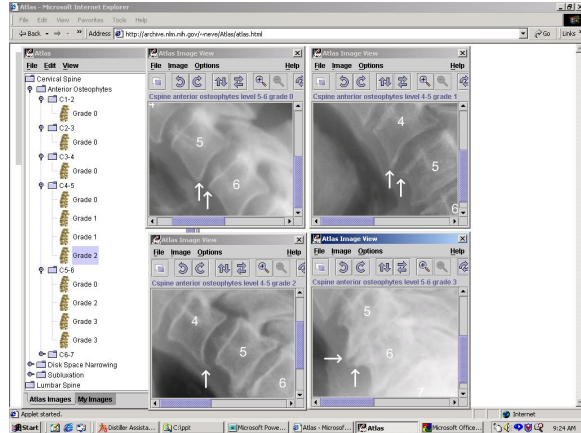 Atlas - Microsoft Internet Explorer
File Edit View Favorites Tools Help
Back Address http://archive.nlm.nih.gov/~neve/Atlas/atlas.html Go Links
Atlas
File Edit View
Cervical Spine
Anterior Osteophytes
C1-2
Grade 0
C2-3
Grade 0
C3-4
Grade 0
C4-5
Grade 0
Grade 1
Grade 1
Grade 2
C5-6
Grade 0
Grade 2
Grade 3
Grade 3
C6-7
Disk Space Narrowing
Subluxation
Lumbar Spine
Atlas Images My Images
Atlas Image View
File Image Options Help
Cspine anterior osteophytes level 5-6 grade 0
5
6
Atlas Image View
File Image Options Help
Cspine anterior osteophytes level 4-5 grade 1
4
5
6
Atlas Image View
File Image Options Help
Cspine anterior osteophytes level 4-5 grade 2
4
5
6
Atlas Image View
File Image Options Help
Cspine anterior osteophytes level 5-6 grade 3
5
6
7
Applet started. Internet
Start Distiller Assista... C:\ppt Microsoft Powe... Atlas - Microsof... Atlas Microsoft Office... 9:24 AM